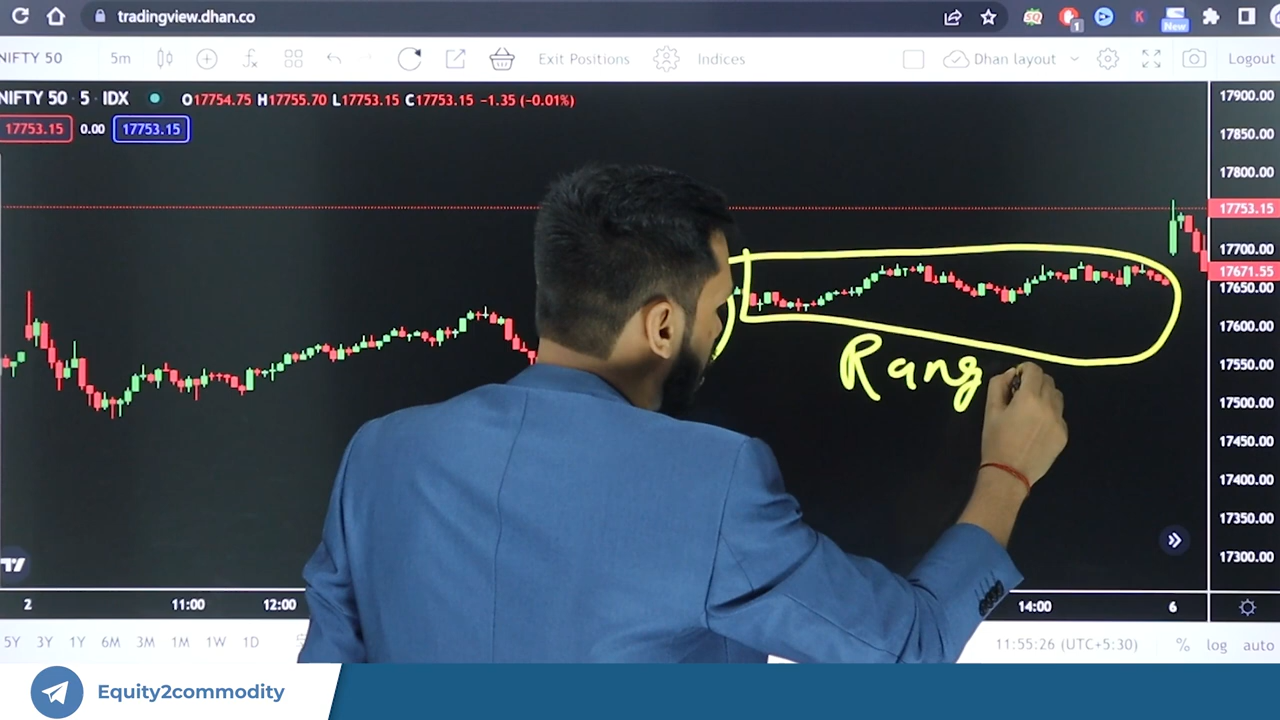 tradingview.dhan.co
1
K
New
NIFTY 50
5m
Exit Positions
Indices
Dhan layout
Logout
NIFTY 50 · 5 · IDX
O17754.75 H17755.70 L17753.15 C17753.15 −1.35 (−0.01%)
17753.15
0.00
17753.15
17900.00
17850.00
17800.00
17753.15
17700.00
17671.55
17650.00
17600.00
17550.00
17500.00
17450.00
17400.00
17350.00
17300.00
Rang
2
11:00
12:00
14:00
6
5Y 3Y 1Y 6M 3M 1M 1W 1D
11:55:26 (UTC+5:30)
% log auto
Equity2commodity